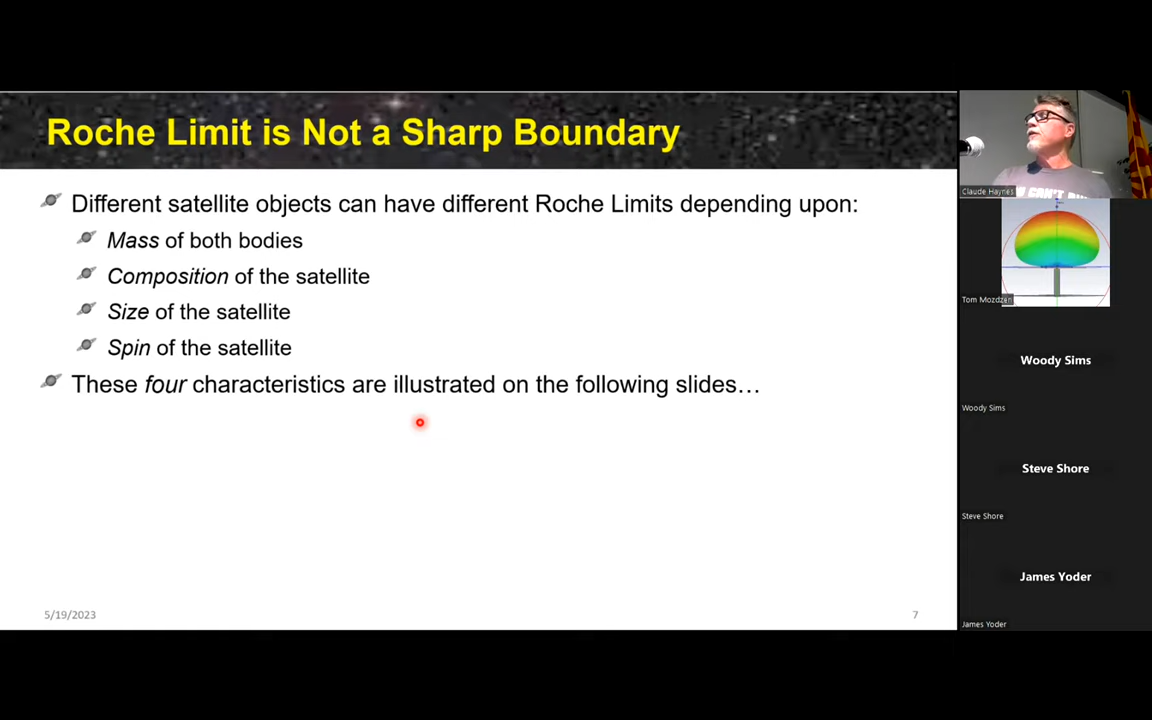 Roche Limit is Not a Sharp Boundary
Different satellite objects can have different Roche Limits depending upon:
Mass of both bodies
Composition of the satellite
Size of the satellite
Spin of the satellite
These four characteristics are illustrated on the following slides…
5/19/2023
7
Claude Haynes
Tom Mozdzen
Woody Sims
Woody Sims
Steve Shore
Steve Shore
James Yoder
James Yoder